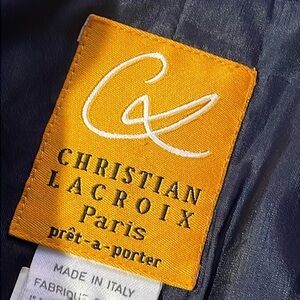 CHRISTIAN
LACROIX
Paris
prêt-a-porter
MADE IN ITALY